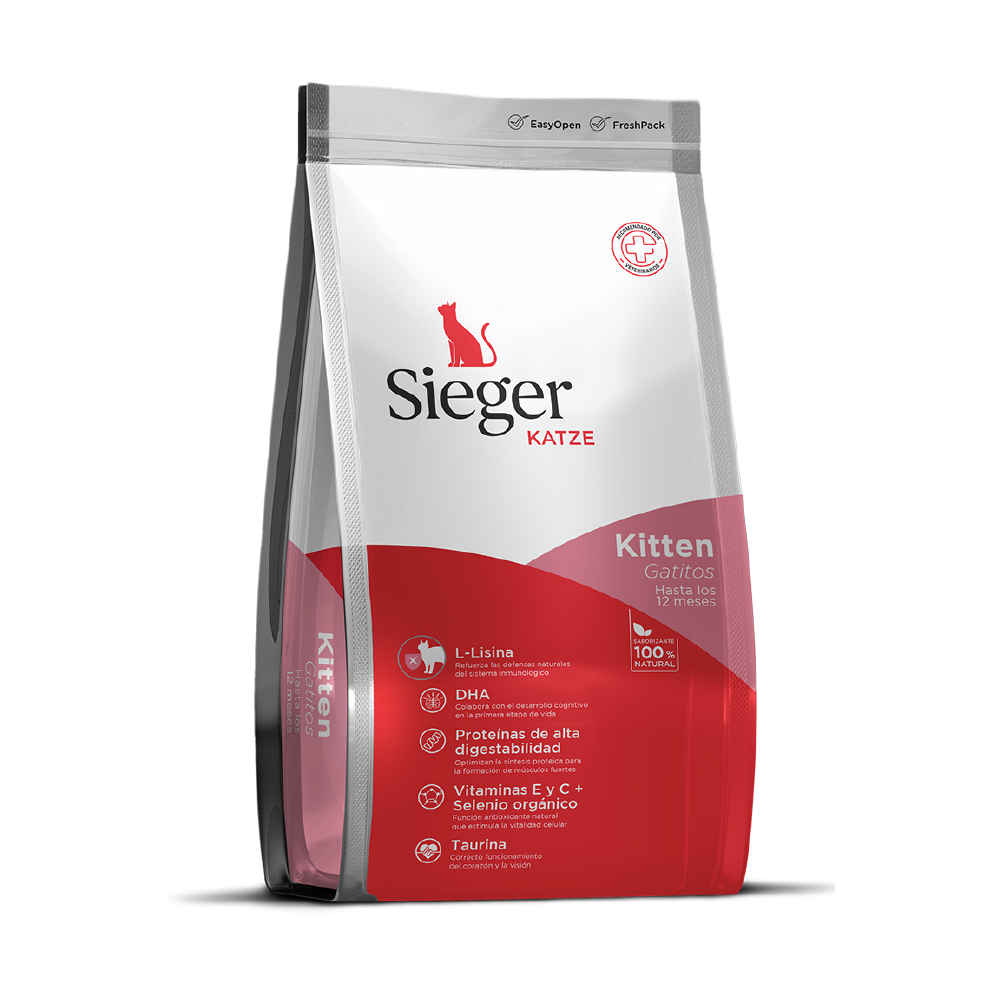 EasyOpen FreshPack
RECOMENDADO POR
VETERINARIOS
Sieger
KATZE
Kitten
Gatitos
Hasta los
12 meses
SABORIZANTE
100%
NATURAL
L-Lisina
Refuerza las defensas naturales
del sistema inmunológico
DHA
Colabora con el desarrollo cognitivo
en la primera etapa de vida
Proteínas de alta
digestabilidad
Optimizan la síntesis proteica para
la formación de músculos fuertes
Vitaminas E y C +
Selenio orgánico
Función antioxidante natural
que estimula la vitalidad celular
Taurina
Correcto funcionamiento
del corazón y la visión
Kitten
Gatitos
Hasta los
12 meses